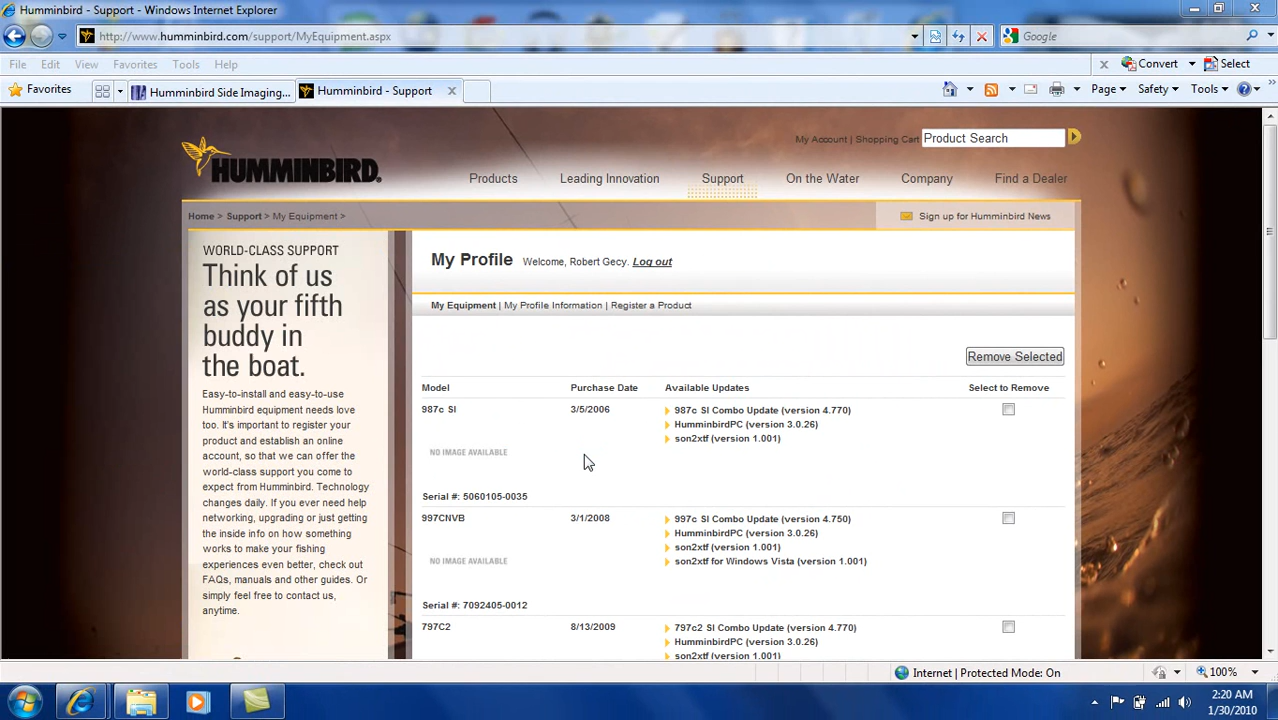 Humminbird - Support - Windows Internet Explorer
http://www.humminbird.com/support/MyEquipment.aspx
Google
File Edit View Favorites Tools Help
Convert Select
Favorites
Humminbird Side Imaging...
Humminbird - Support
Page Safety Tools
My Account | Shopping Cart
Product Search
HUMMINBIRD
Products Leading Innovation Support On the Water Company Find a Dealer
Home > Support > My Equipment >
Sign up for Humminbird News
WORLD-CLASS SUPPORT
Think of us
as your fifth
buddy in
the boat.
Easy-to-install and easy-to-use
Humminbird equipment needs love
too. It's important to register your
product and establish an online
account, so that we can offer the
world-class support you come to
expect from Humminbird. Technology
changes daily. If you ever need help
networking, upgrading or just getting
the inside info on how something
works to make your fishing
experiences even better, check out
FAQs, manuals and other guides. Or
simply feel free to contact us,
anytime.
My Profile Welcome, Robert Gecy. Log out
My Equipment | My Profile Information | Register a Product
Remove Selected
Model Purchase Date Available Updates Select to Remove
987c SI 3/5/2006 987c SI Combo Update (version 4.770)
HumminbirdPC (version 3.0.26)
son2xtf (version 1.001)
NO IMAGE AVAILABLE
Serial #: 5060105-0035
997CNVB 3/1/2008 997c SI Combo Update (version 4.750)
HumminbirdPC (version 3.0.26)
son2xtf (version 1.001)
son2xtf for Windows Vista (version 1.001)
NO IMAGE AVAILABLE
Serial #: 7092405-0012
797C2 8/13/2009 797c2 SI Combo Update (version 4.770)
HumminbirdPC (version 3.0.26)
son2xtf (version 1.001)
Internet | Protected Mode: On
100%
2:20 AM
1/30/2010